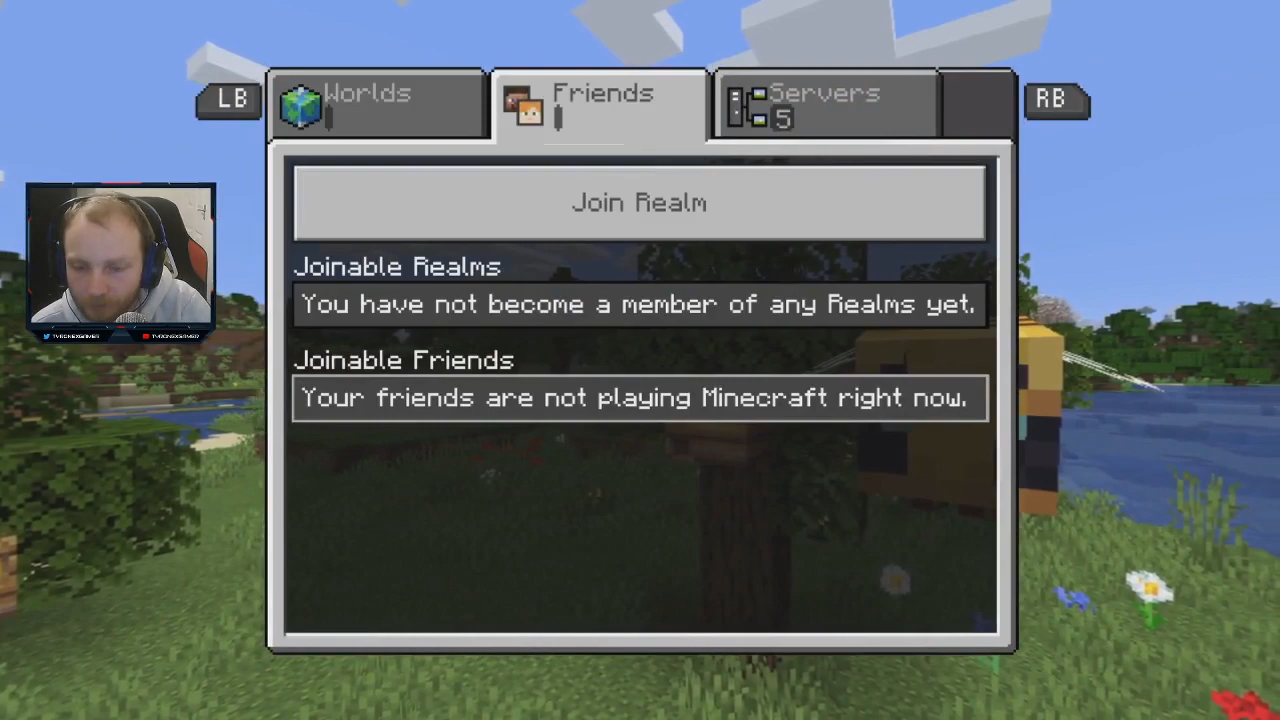 LB
Worlds
Friends
Servers
5
RB
Join Realm
Joinable Realms
You have not become a member of any Realms yet.
Joinable Friends
Your friends are not playing Minecraft right now.